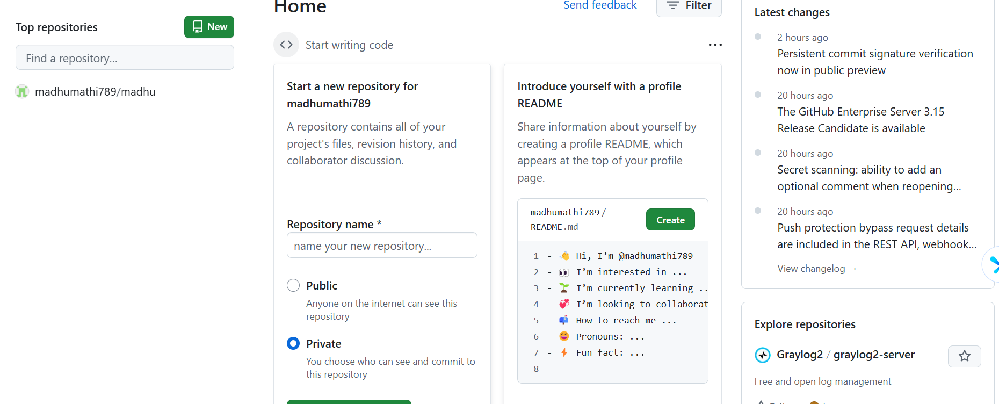 Top repositories
New
Find a repository...
madhumathi789/madhu
Home
Send feedback
Filter
Start writing code
Start a new repository for
madhumathi789
A repository contains all of your
project's files, revision history, and
collaborator discussion.
Repository name *
name your new repository...
Public
Anyone on the internet can see this
repository
Private
You choose who can see and commit to
this repository
Introduce yourself with a profile
README
Share information about yourself by
creating a profile README, which
appears at the top of your profile
page.
madhumathi789 /
README.md
Create
1 - 👋 Hi, I’m @madhumathi789
2 - 👀 I’m interested in ...
3 - 🌱 I’m currently learning ..
4 - 💞️ I’m looking to collaborat
5 - 📫 How to reach me ...
6 - 😄 Pronouns: ...
7 - ⚡ Fun fact: ...
8
Latest changes
2 hours ago
Persistent commit signature verification
now in public preview
20 hours ago
The GitHub Enterprise Server 3.15
Release Candidate is available
20 hours ago
Secret scanning: ability to add an
optional comment when reopening...
20 hours ago
Push protection bypass request details
are included in the REST API, webhook...
View changelog →
Explore repositories
Graylog2 / graylog2-server
Free and open log management